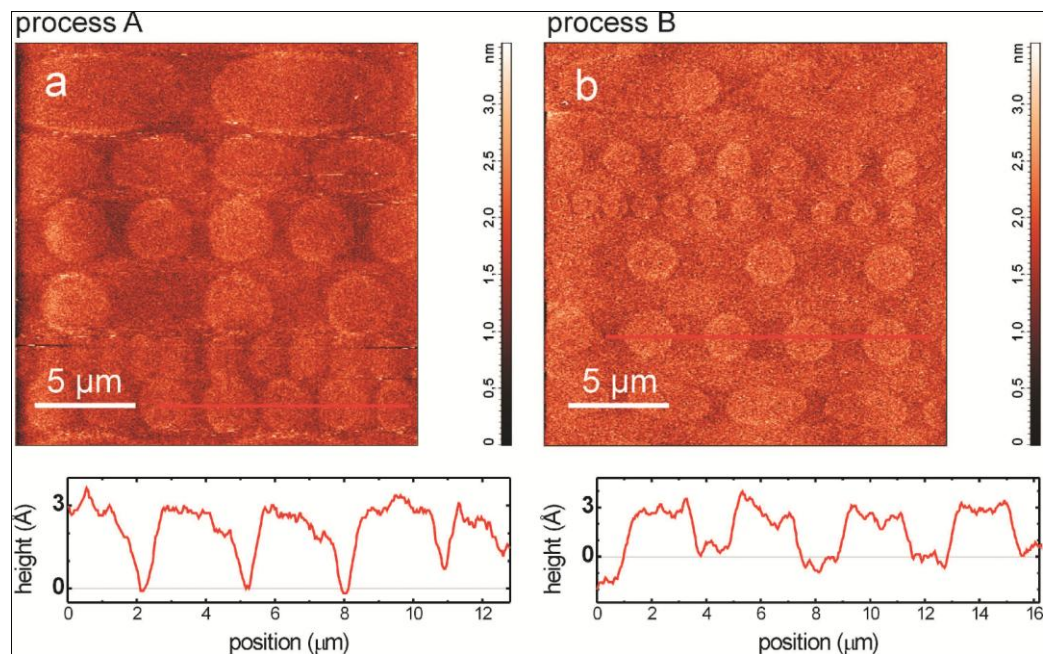 process A
process B
a
nm
3.0
2.5
2.0
1.5
1.0
0.5
0
5 µm
b
nm
3.0
2.5
2.0
1.5
1.0
0.5
0
5 µm
height (Å)
3
0
0 2 4 6 8 10 12
position (µm)
height (Å)
3
0
0 2 4 6 8 10 12 14 16
position (µm)